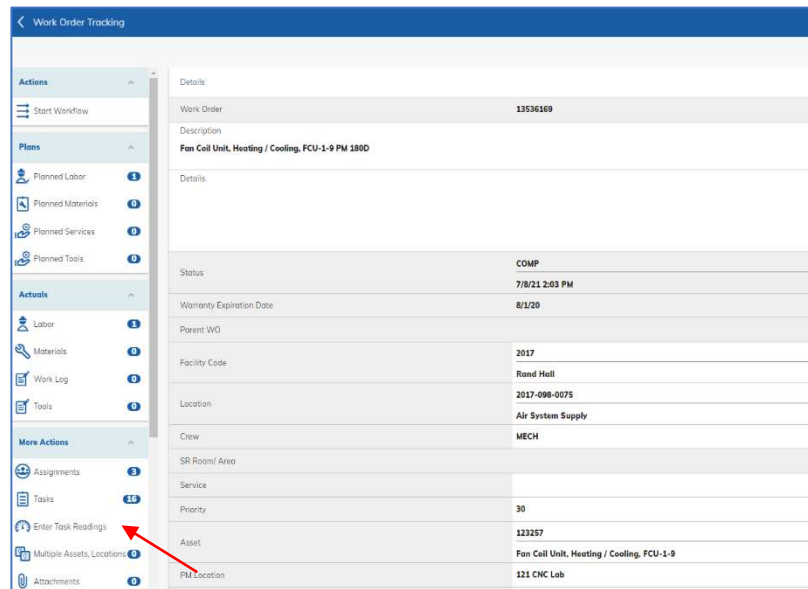 Work Order Tracking
Actions
Start Workflow
Plans
Planned Labor 1
Planned Materials 0
Planned Services 0
Planned Tools 0
Actuals
Labor 1
Materials 0
Work Log 0
Tools 0
More Actions
Assignments 3
Tasks 16
Enter Task Readings
Multiple Assets, Locations 0
Attachments 0
Details
Work Order 13536169
Description
Fan Coil Unit, Heating / Cooling, FCU-1-9 PM 180D
Details
Status COMP
7/8/21 2:03 PM
Warranty Expiration Date 8/1/20
Parent WO
Facility Code 2017
Rand Hall
Location 2017-098-0075
Air System Supply
Crew MECH
SR Room/ Area
Service
Priority 30
Asset 123257
Fan Coil Unit, Heating / Cooling, FCU-1-9
PM Location 121 CNC Lab